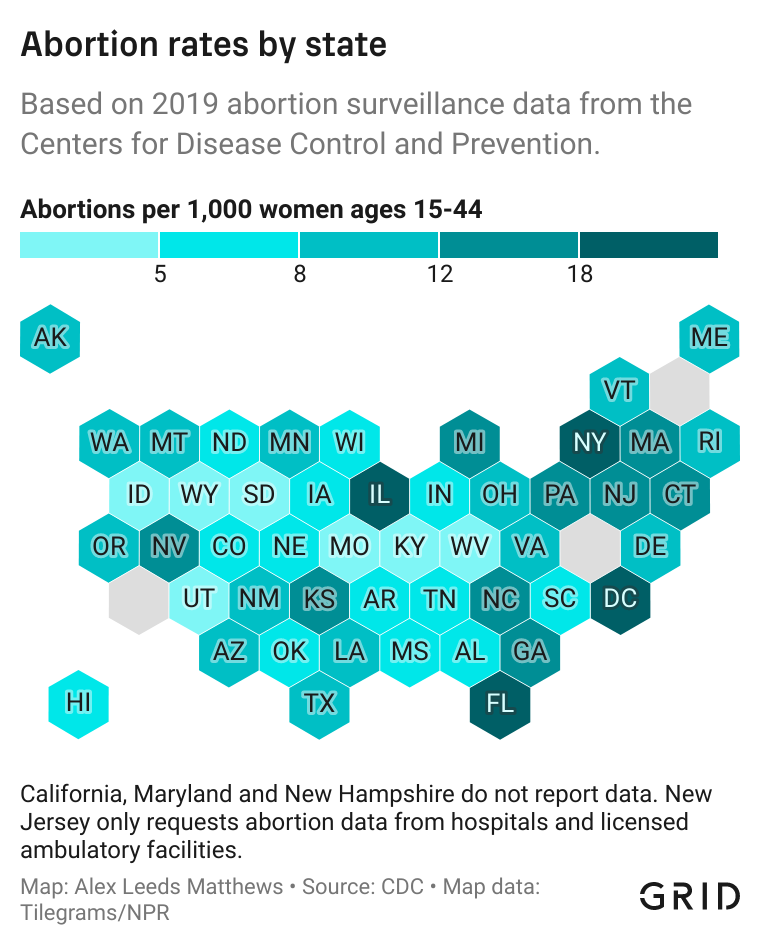 Abortion rates by state
Based on 2019 abortion surveillance data from the
Centers for Disease Control and Prevention.
Abortions per 1,000 women ages 15-44
5 8 12 18
AK ME
VT
WA MT ND MN WI MI NY MA RI
ID WY SD IA IL IN OH PA NJ CT
OR NV CO NE MO KY WV VA DE
UT NM KS AR TN NC SC DC
AZ OK LA MS AL GA
HI TX FL
California, Maryland and New Hampshire do not report data. New
Jersey only requests abortion data from hospitals and licensed
ambulatory facilities.
Map: Alex Leeds Matthews • Source: CDC • Map data:
Tilegrams/NPR
GRID